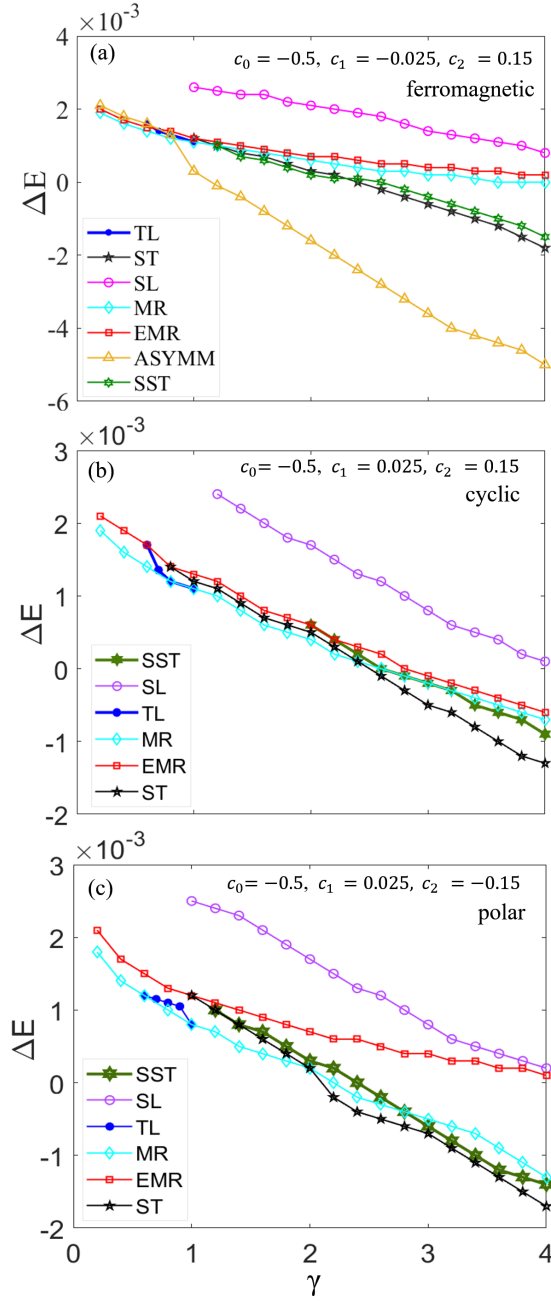 ×10⁻³
4
(a)
c₀ = −0.5, c₁ = −0.025, c₂ = 0.15
ferromagnetic
2
0
-2
-4
-6
ΔE
TL
ST
SL
MR
EMR
ASYMM
SST
×10⁻³
3
(b)
c₀= −0.5, c₁ = 0.025, c₂ = 0.15
cyclic
2
1
0
-1
-2
ΔE
SST
SL
TL
MR
EMR
ST
×10⁻³
3
(c)
c₀= −0.5, c₁ = 0.025, c₂ = −0.15
polar
2
1
0
-1
-2
ΔE
SST
SL
TL
MR
EMR
ST
0 1 2 3 4
γ